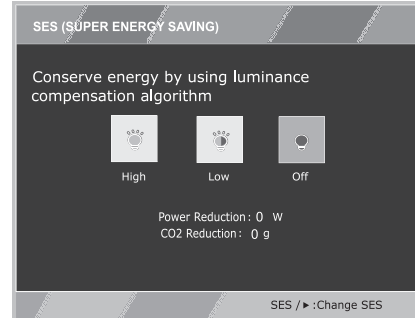 SES (SUPER ENERGY SAVING)
Conserve energy by using luminance
compensation algorithm
High Low Off
Power Reduction: 0 W
CO2 Reduction: 0 g
SES / ► :Change SES